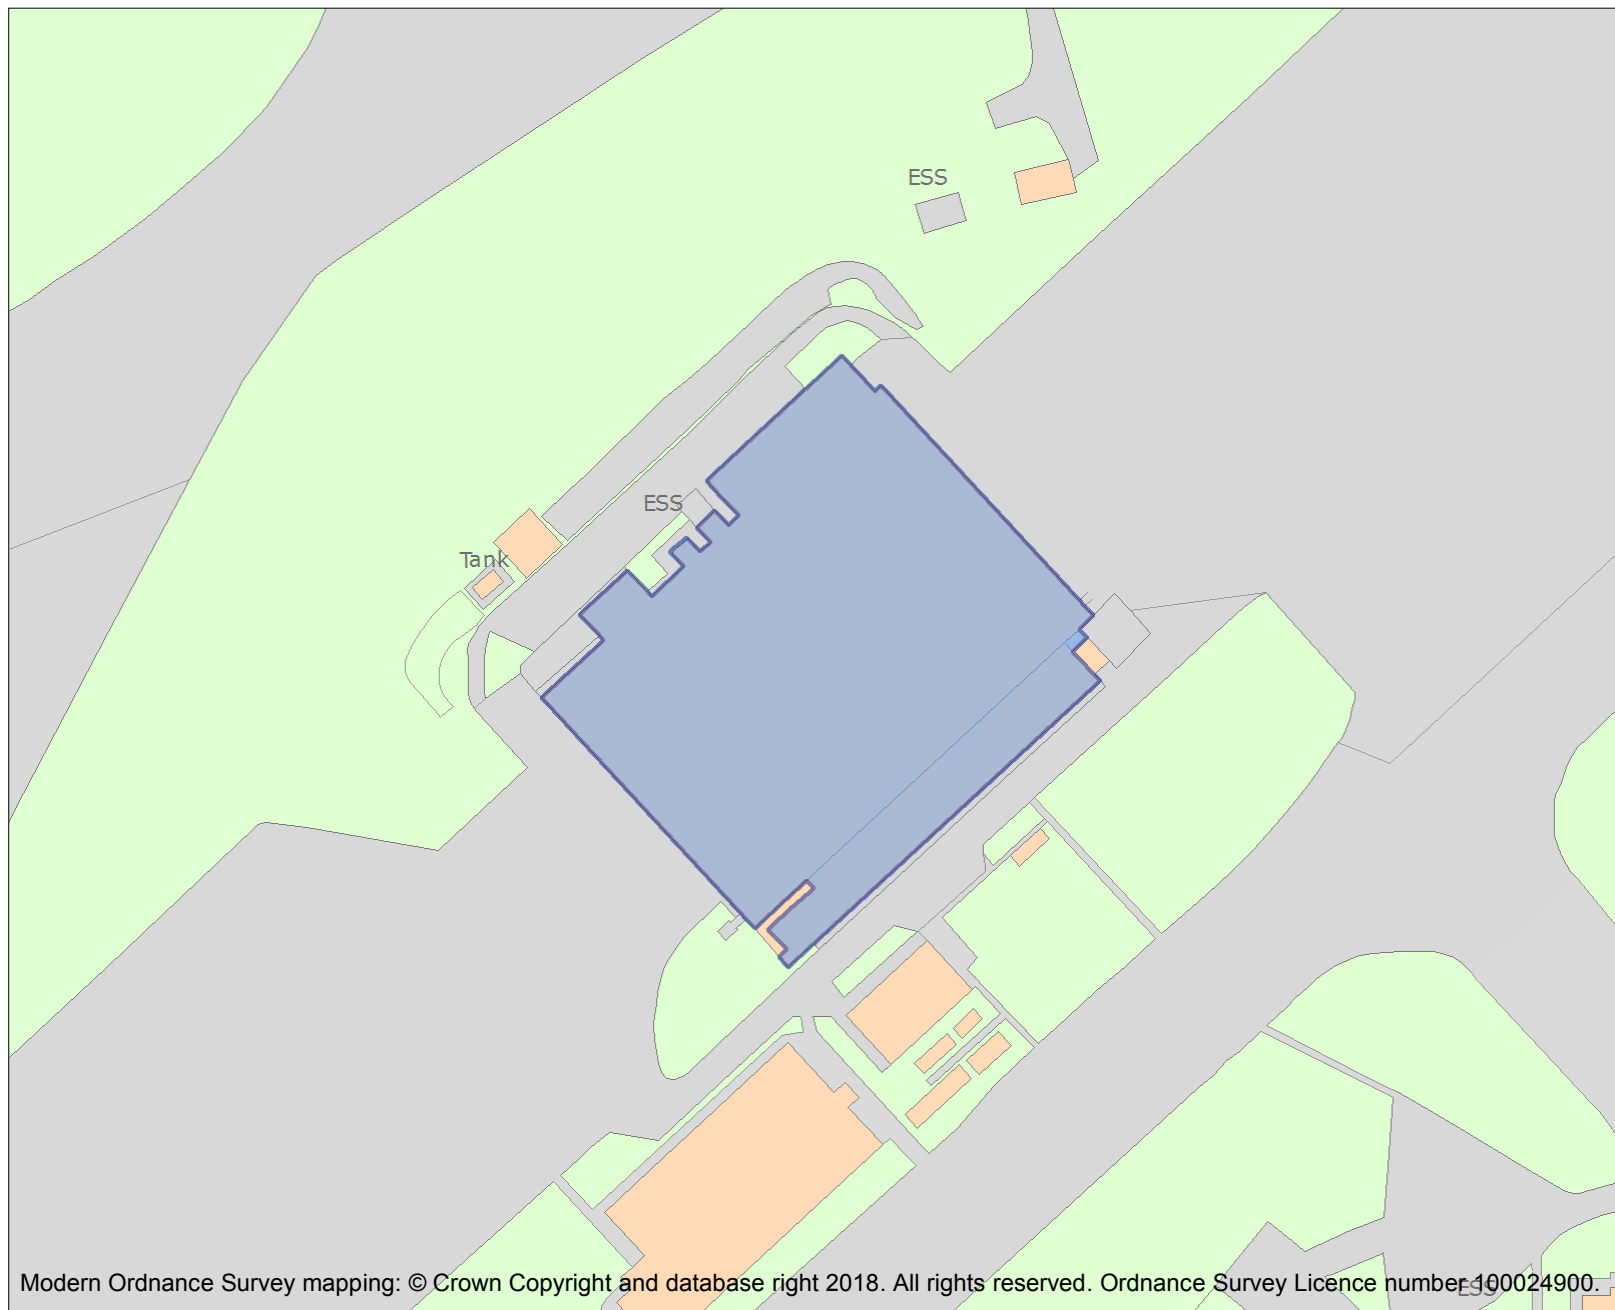 ESS
ESS
Tank
Modern Ordnance Survey mapping: © Crown Copyright and database right 2018. All rights reserved. Ordnance Survey Licence number 100024900.
ESS